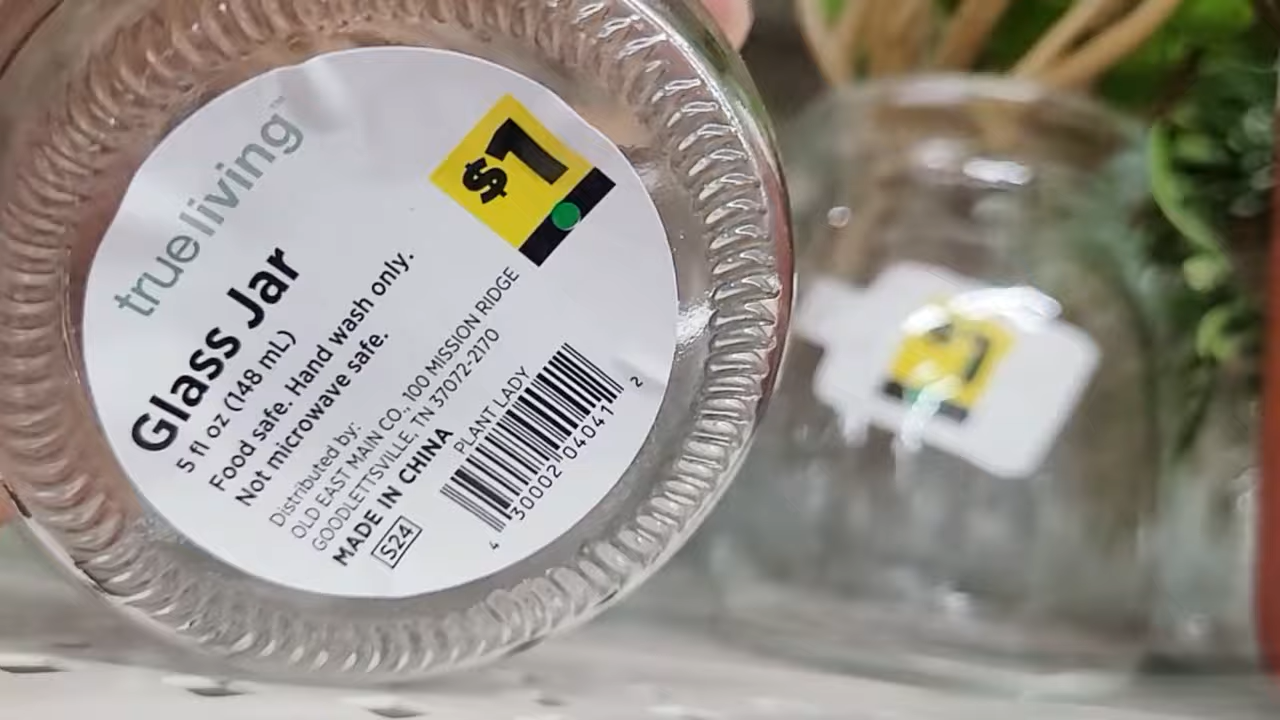 trueliving™
$1
Glass Jar
5 fl oz (148 mL)
Food safe. Hand wash only.
Not microwave safe.
Distributed by:
OLD EAST MAIN CO., 100 MISSION RIDGE
GOODLETTSVILLE, TN 37072-2170
MADE IN CHINA
S24
PLANT LADY
4 30002 04041 2
1